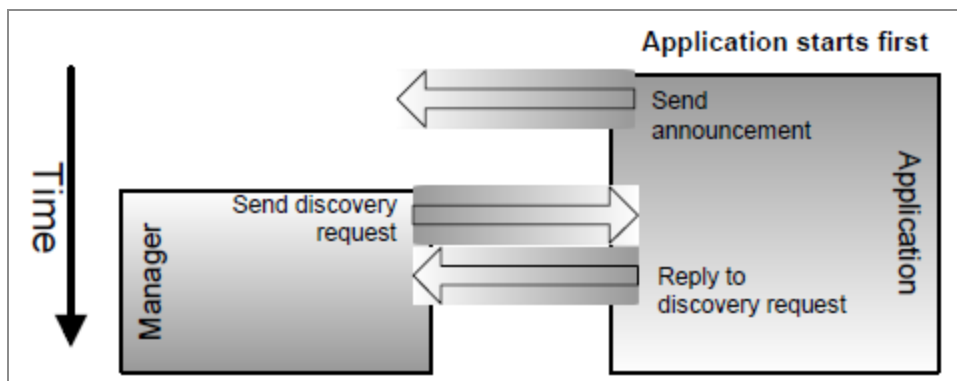 Application starts first
Send
announcement
Time
Application
Send discovery
request
Manager
Reply to
discovery request